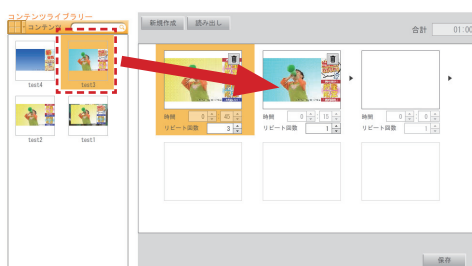 コンテンツライブラリー
コンテンツ
test4
test3
test2
test1
新規作成
読み出し
合計
01:00
時間
0
45
リピート回数
3
時間
0
15
リピート回数
1
時間
0
0
リピート回数
1
保存